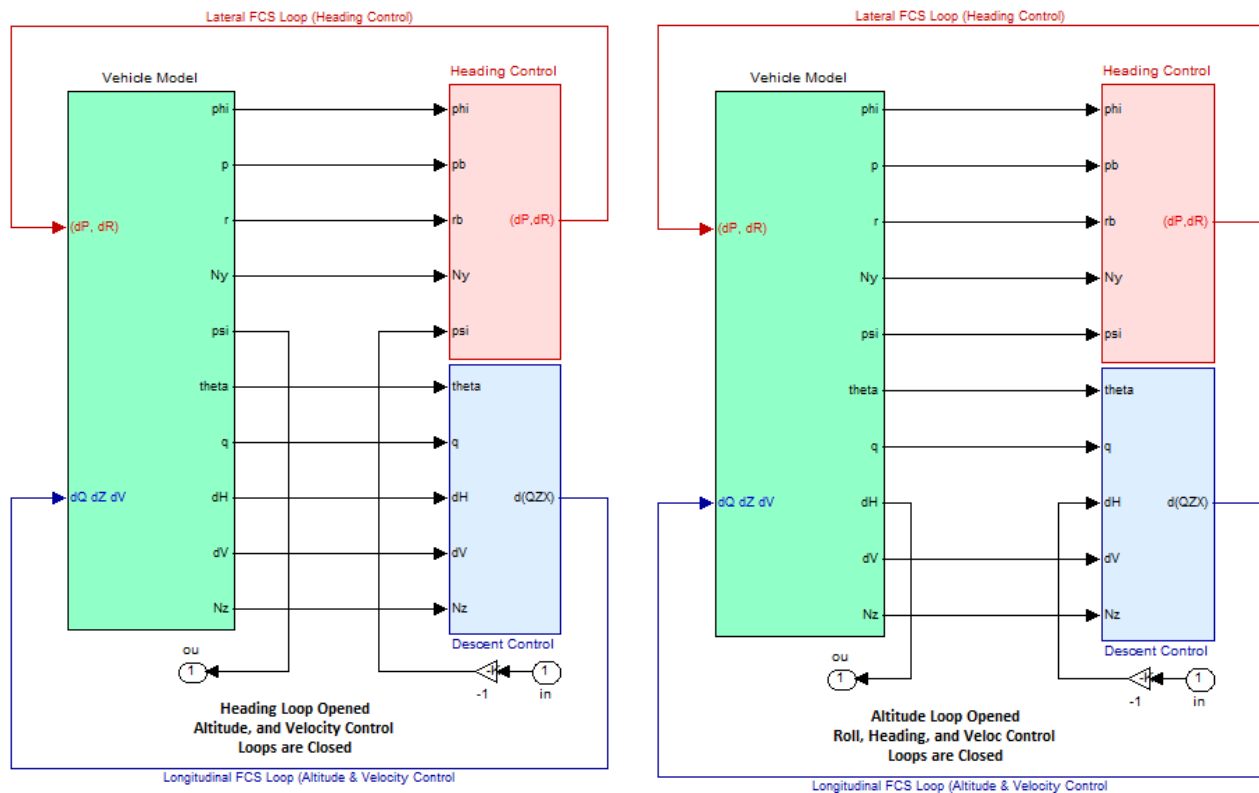 Lateral FCS Loop (Heading Control)
Vehicle Model
Heading Control
phi
phi
p
pb
(dP, dR)
r
rb
(dP,dR)
Ny
Ny
psi
psi
theta
theta
q
q
dQ dZ dV
dH
dH
d(QZX)
dV
dV
Nz
Nz
Descent Control
ou
1
-K
1
-1
in
Heading Loop Opened
Altitude, and Velocity Control
Loops are Closed
Longitudinal FCS Loop (Altitude & Velocity Control
Lateral FCS Loop (Heading Control)
Vehicle Model
Heading Control
phi
phi
p
pb
(dP, dR)
r
rb
(dP,dR)
Ny
Ny
psi
psi
theta
theta
q
q
dQ dZ dV
dH
dH
d(QZX)
dV
dV
Nz
Nz
Descent Control
ou
1
-K
1
-1
in
Altitude Loop Opened
Roll, Heading, and Veloc Control
Loops are Closed
Longitudinal FCS Loop (Altitude & Velocity Control